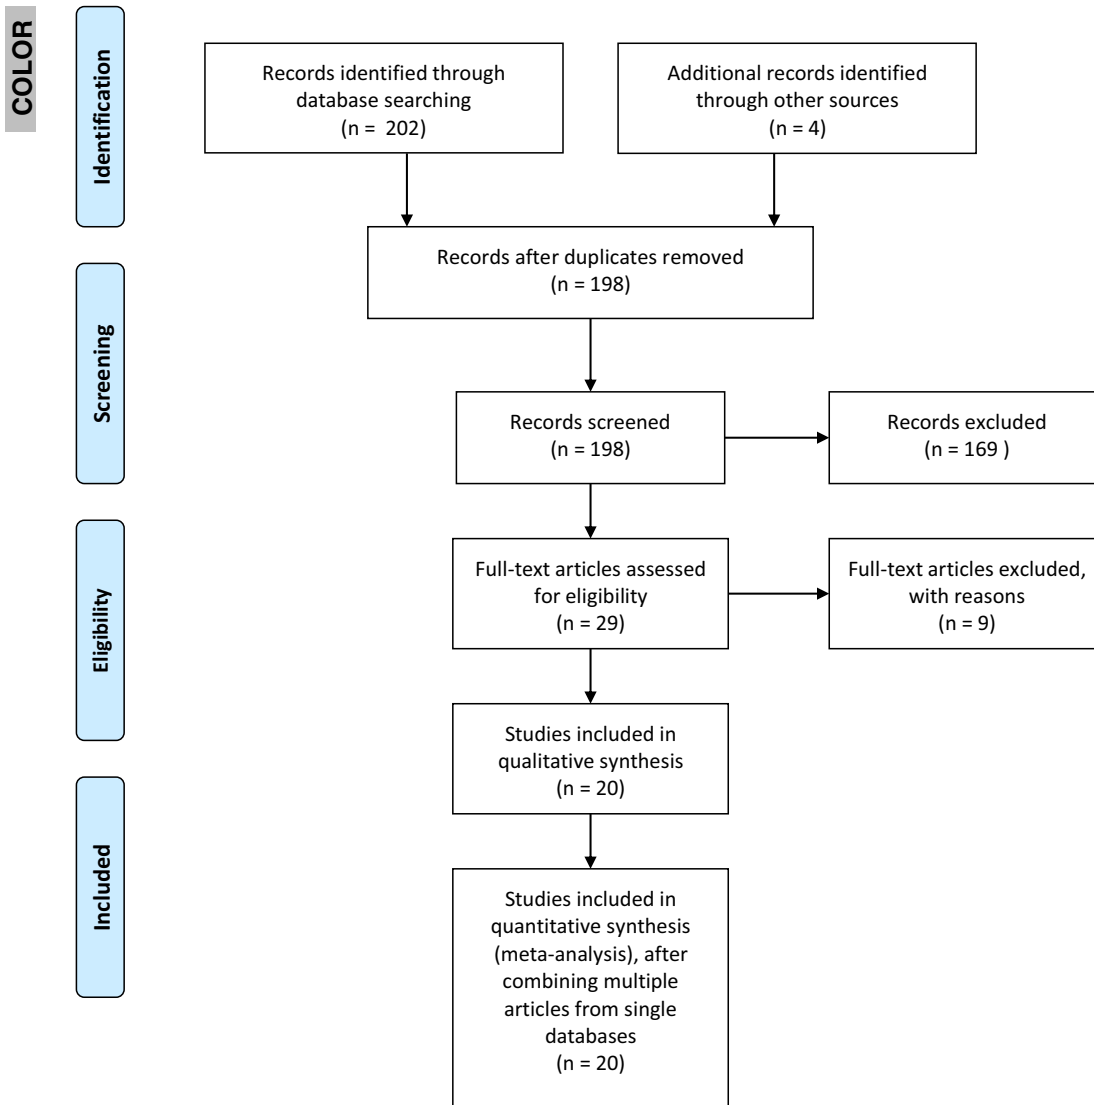 COLOR
Identification
Records identified through
database searching
(n = 202)
Additional records identified
through other sources
(n = 4)
Records after duplicates removed
(n = 198)
Screening
Records screened
(n = 198)
Records excluded
(n = 169 )
Eligibility
Full-text articles assessed
for eligibility
(n = 29)
Full-text articles excluded,
with reasons
(n = 9)
Studies included in
qualitative synthesis
(n = 20)
Included
Studies included in
quantitative synthesis
(meta-analysis), after
combining multiple
articles from single
databases
(n = 20)